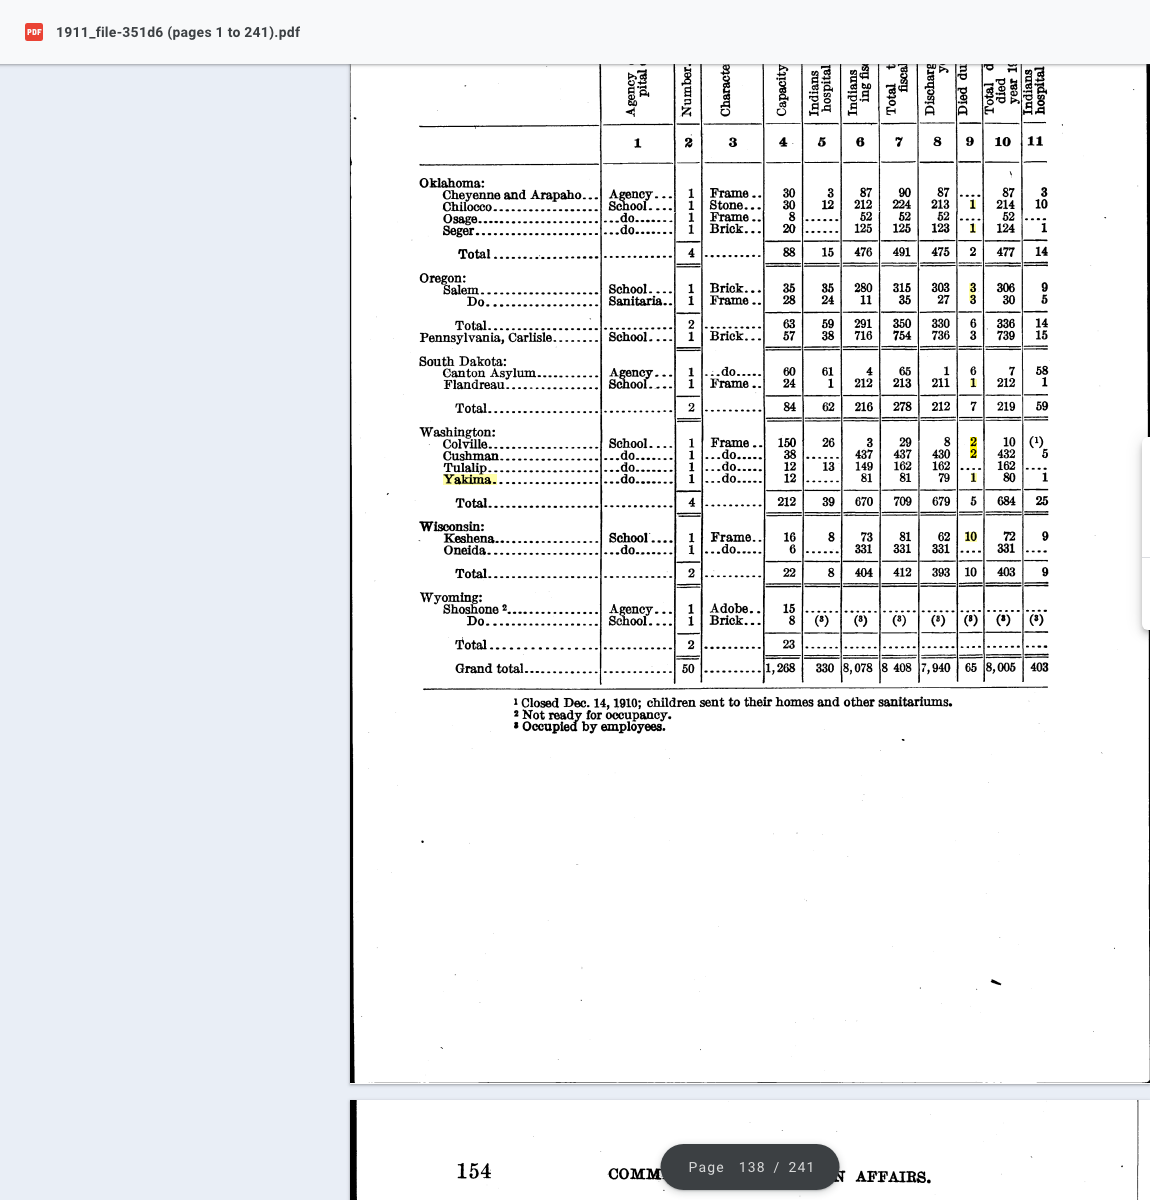 PDF 1911_file-351d6 (pages 1 to 241).pdf
Agency pital Number. Characte Capacity Indians hospital Indians ing fis Total t fiscal Discharg y Died du Total d died year 19 Indians hospital
1 2 3 4 5 6 7 8 9 10 11
Oklahoma:
Cheyenne and Arapaho... Agency.... 1 Frame.. 30 3 87 90 87 .... 87 3
Chilocco................. School.... 1 Stone... 30 12 212 224 213 1 214 10
Osage.................... ...do....... 1 Frame.. 8 ...... 52 52 52 .... 52 ....
Seger.................... ...do....... 1 Brick... 20 ...... 125 125 123 1 124 1
Total.................. ............ 4 .......... 88 15 476 491 475 2 477 14
Oregon:
Salem.................... School.... 1 Brick... 35 35 280 315 303 3 306 9
Do................... Sanitaria.. 1 Frame.. 28 24 11 35 27 3 30 5
Total.................. ............ 2 .......... 63 59 291 350 330 6 336 14
Pennsylvania, Carlisle........ School.... 1 Brick... 57 38 716 754 736 3 739 15
South Dakota:
Canton Asylum.......... Agency... 1 ...do..... 60 61 4 65 1 6 7 58
Flandreau............... School.... 1 Frame.. 24 1 212 213 211 1 212 1
Total.................. ............ 2 .......... 84 62 216 278 212 7 219 59
Washington:
Colville.................. School.... 1 Frame.. 150 26 3 29 8 2 10 (1)
Cushman................ ...do....... 1 ...do..... 38 ...... 437 437 430 2 432 5
Tulalip.................. ...do....... 1 ...do..... 12 13 149 162 162 .... 162 ....
Yakima.................. ...do....... 1 ...do..... 12 ...... 81 81 79 1 80 1
Total.................. ............ 4 .......... 212 39 670 709 679 5 684 25
Wisconsin:
Keshena................. School.... 1 Frame.. 16 8 73 81 62 10 72 9
Oneida.................. ...do....... 1 ...do..... 6 ...... 331 331 331 .... 331 ....
Total.................. ............ 2 .......... 22 8 404 412 393 10 403 9
Wyoming:
Shoshone 2............... Agency... 1 Adobe.. 15 ...... ...... ...... ...... .... ...... ....
Do................... School.... 1 Brick... 8 (3) (3) (3) (3) (3) (3) (3)
Total.................. ............ 2 .......... 23 ...... ...... ...... ...... .... ...... ....
Grand total............. ............ 50 .......... 1,268 330 8,078 8 408 7,940 65 8,005 403
1 Closed Dec. 14, 1910; children sent to their homes and other sanitariums.
2 Not ready for occupancy.
3 Occupied by employees.
154 COMM N AFFAIRS.
Page 138 / 241